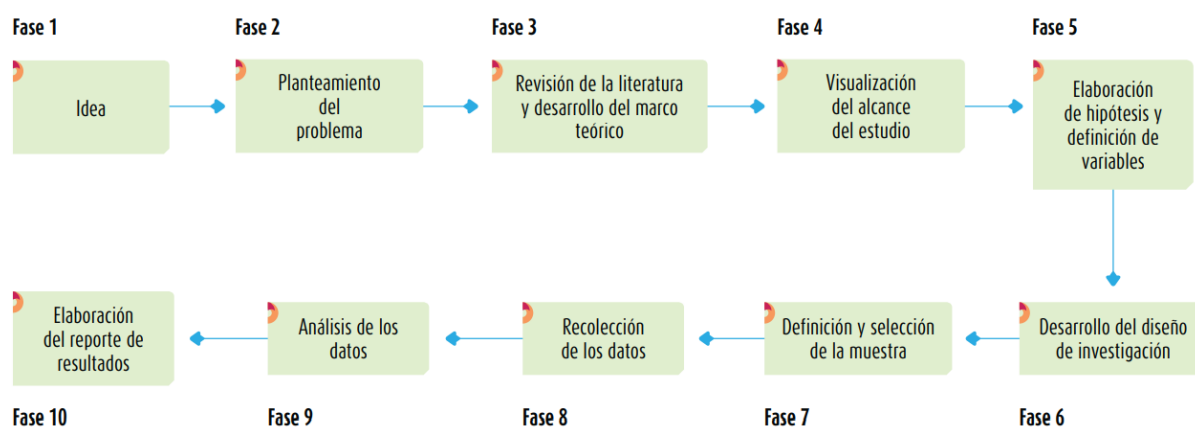 Fase 1
Fase 2
Fase 3
Fase 4
Fase 5
Idea
Planteamiento
del
problema
Revisión de la literatura
y desarrollo del marco
teórico
Visualización
del alcance
del estudio
Elaboración
de hipótesis y
definición de
variables
Elaboración
del reporte de
resultados
Análisis de los
datos
Recolección
de los datos
Definición y selección
de la muestra
Desarrollo del diseño
de investigación
Fase 10
Fase 9
Fase 8
Fase 7
Fase 6